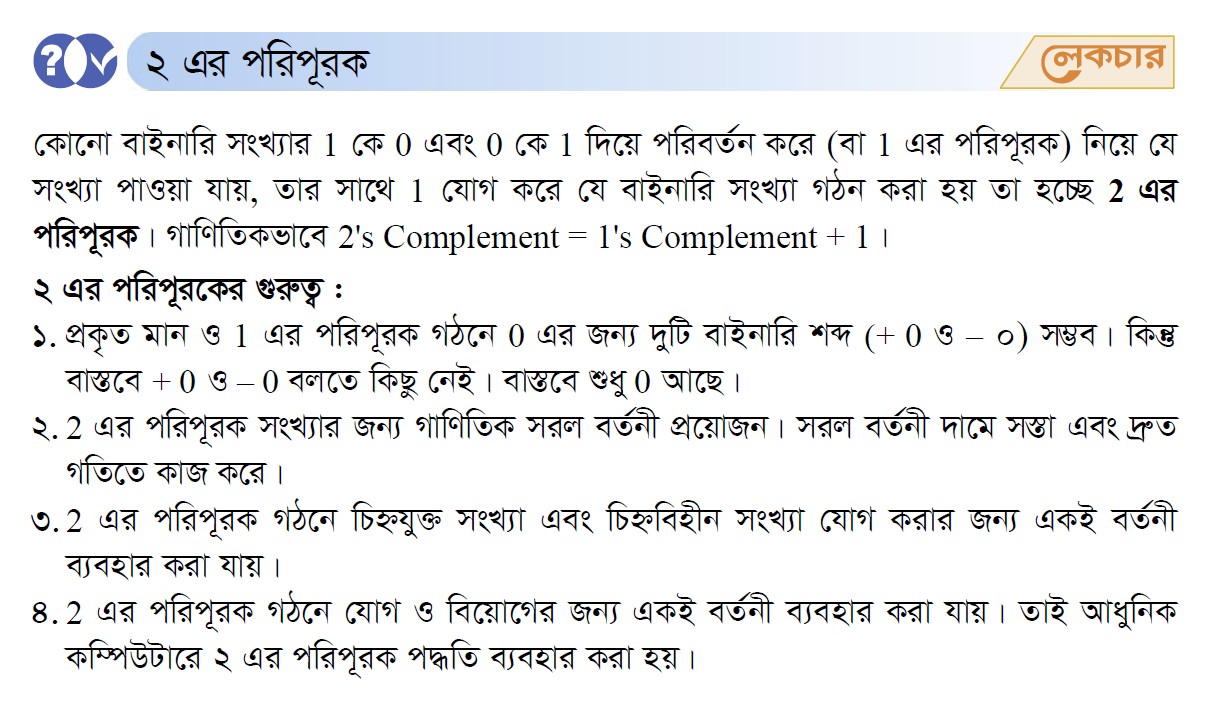 ২ এর পরিপূরক
লেকচার
কোনো বাইনারি সংখ্যার 1 কে 0 এবং 0 কে 1 দিয়ে পরিবর্তন করে (বা 1 এর পরিপূরক) নিয়ে যে
সংখ্যা পাওয়া যায়, তার সাথে 1 যোগ করে যে বাইনারি সংখ্যা গঠন করা হয় তা হচ্ছে 2 এর
পরিপূরক। গাণিতিকভাবে 2's Complement = 1's Complement + 1।
২ এর পরিপূরকের গুরুত্ব :
১. প্রকৃত মান ও 1 এর পরিপূরক গঠনে 0 এর জন্য দুটি বাইনারি শব্দ (+ 0 ও – ০) সম্ভব। কিন্তু
বাস্তবে + 0 ও – 0 বলতে কিছু নেই। বাস্তবে শুধু 0 আছে।
২. 2 এর পরিপূরক সংখ্যার জন্য গাণিতিক সরল বর্তনী প্রয়োজন। সরল বর্তনী দামে সস্তা এবং দ্রুত
গতিতে কাজ করে।
৩. 2 এর পরিপূরক গঠনে চিহ্নযুক্ত সংখ্যা এবং চিহ্নবিহীন সংখ্যা যোগ করার জন্য একই বর্তনী
ব্যবহার করা যায়।
৪. 2 এর পরিপূরক গঠনে যোগ ও বিয়োগের জন্য একই বর্তনী ব্যবহার করা যায়। তাই আধুনিক
কম্পিউটারে ২ এর পরিপূরক পদ্ধতি ব্যবহার করা হয়।